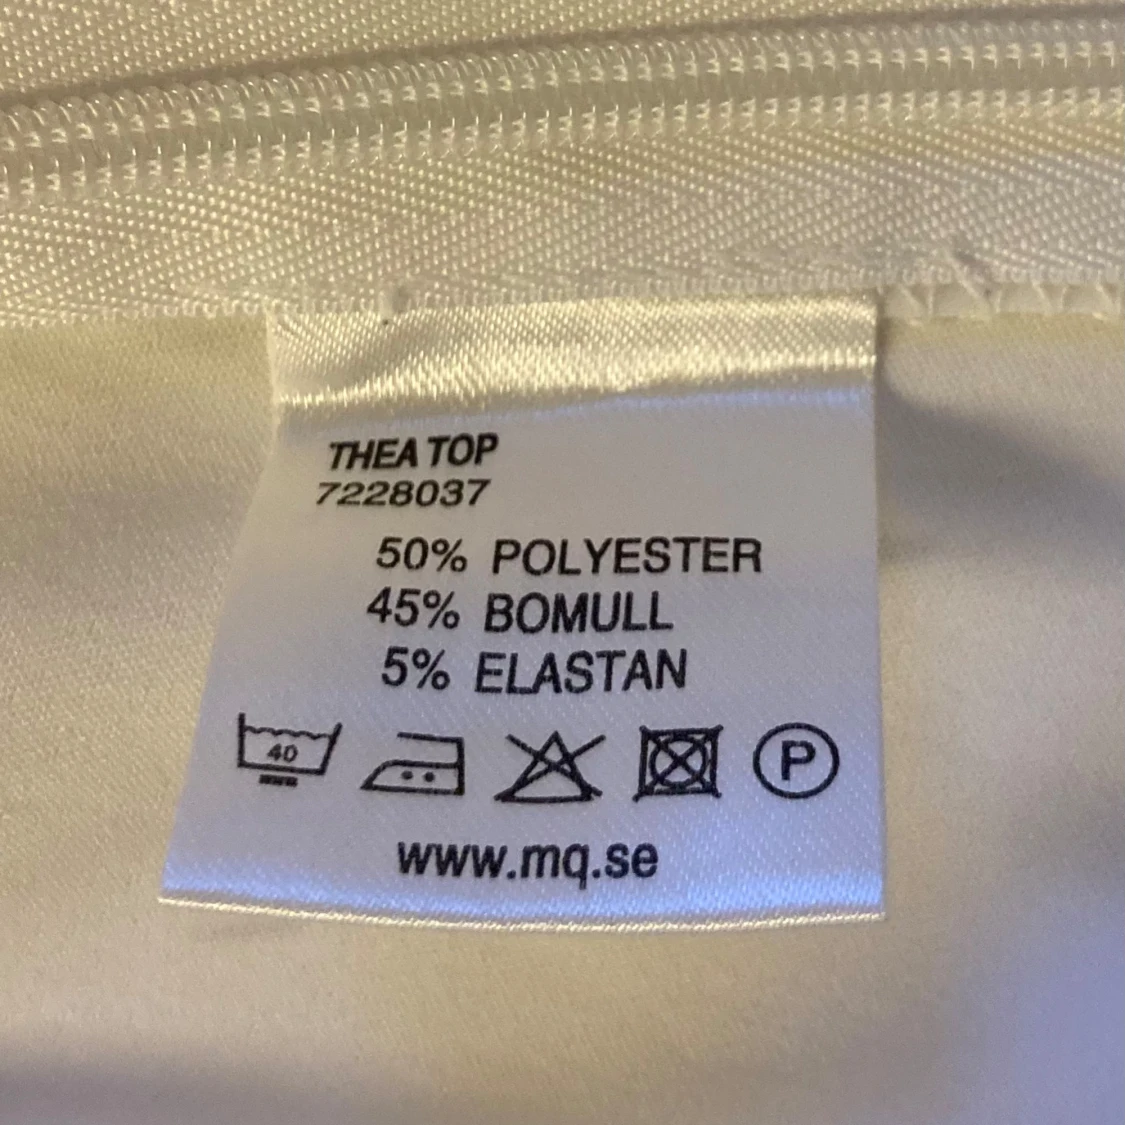 THEA TOP
7228037
50% POLYESTER
45% BOMULL
5% ELASTAN
40 P
www.mq.se